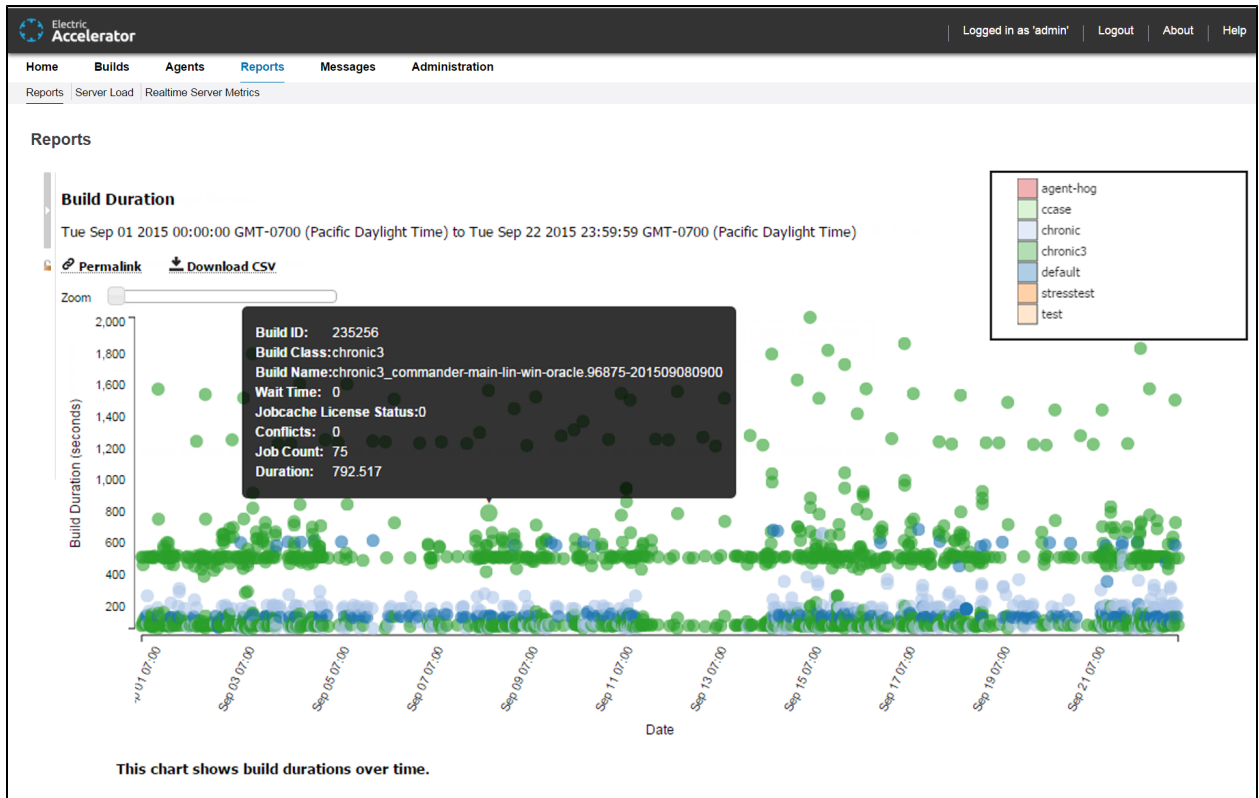 Electric
Accelerator
Logged in as 'admin' Logout About Help
Home Builds Agents Reports Messages Administration
Reports Server Load Realtime Server Metrics
Reports
Build Duration
Tue Sep 01 2015 00:00:00 GMT-0700 (Pacific Daylight Time) to Tue Sep 22 2015 23:59:59 GMT-0700 (Pacific Daylight Time)
Permalink Download CSV
Zoom
agent-hog
ccase
chronic
chronic3
default
stresstest
test
Build ID: 235256
Build Class:chronic3
Build Name:chronic3_commander-main-lin-win-oracle.96875-201509080900
Wait Time: 0
Jobcache License Status:0
Conflicts: 0
Job Count: 75
Duration: 792.517
Build Duration (seconds)
2,000
1,800
1,600
1,400
1,200
1,000
800
600
400
200
01 07:00
Sep 03 07:00
Sep 05 07:00
Sep 07 07:00
Sep 09 07:00
Sep 11 07:00
Sep 13 07:00
Sep 15 07:00
Sep 17 07:00
Sep 19 07:00
Sep 21 07:00
Date
This chart shows build durations over time.